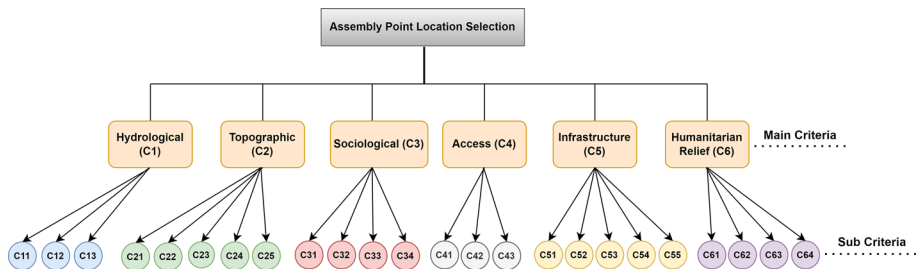 Assembly Point Location Selection
Hydrological
(C1)
Topographic
(C2)
Sociological (C3)
Access (C4)
Infrastructure
(C5)
Humanitarian
Relief (C6)
Main Criteria
C11 C12 C13 C21 C22 C23 C24 C25 C31 C32 C33 C34 C41 C42 C43 C51 C52 C53 C54 C55 C61 C62 C63 C64
Sub Criteria